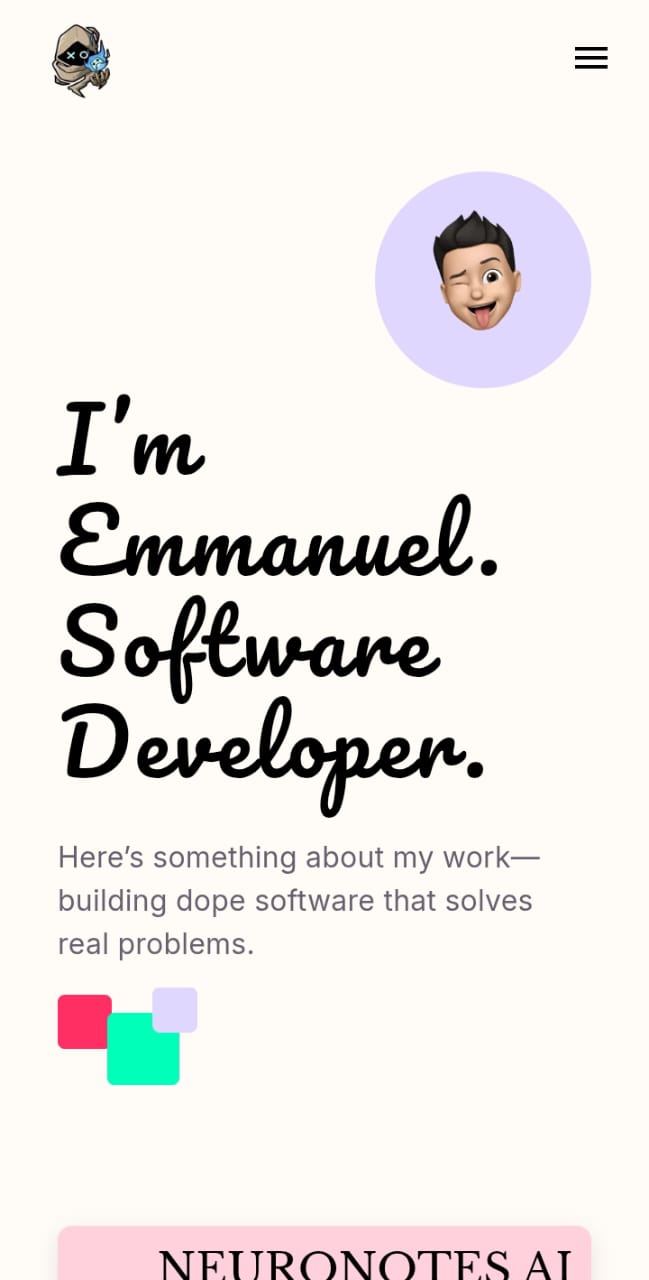 I'm
Emmanuel.
Software
Developer.
Here’s something about my work—
building dope software that solves
real problems.
NEURONOTES AI